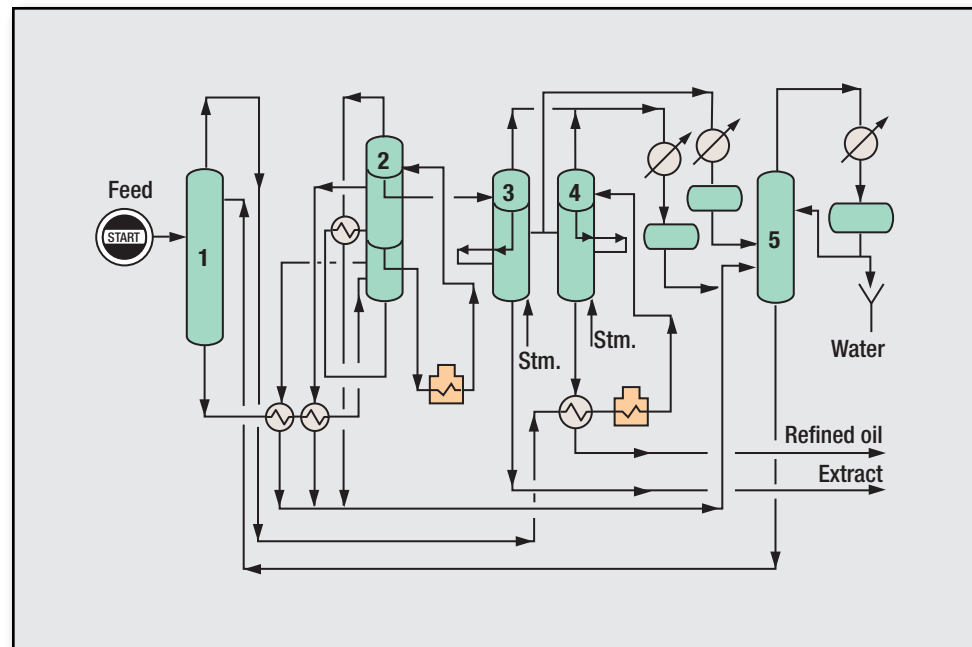 Feed
START
1
2
3
4
5
Stm.
Stm.
Water
Refined oil
Extract